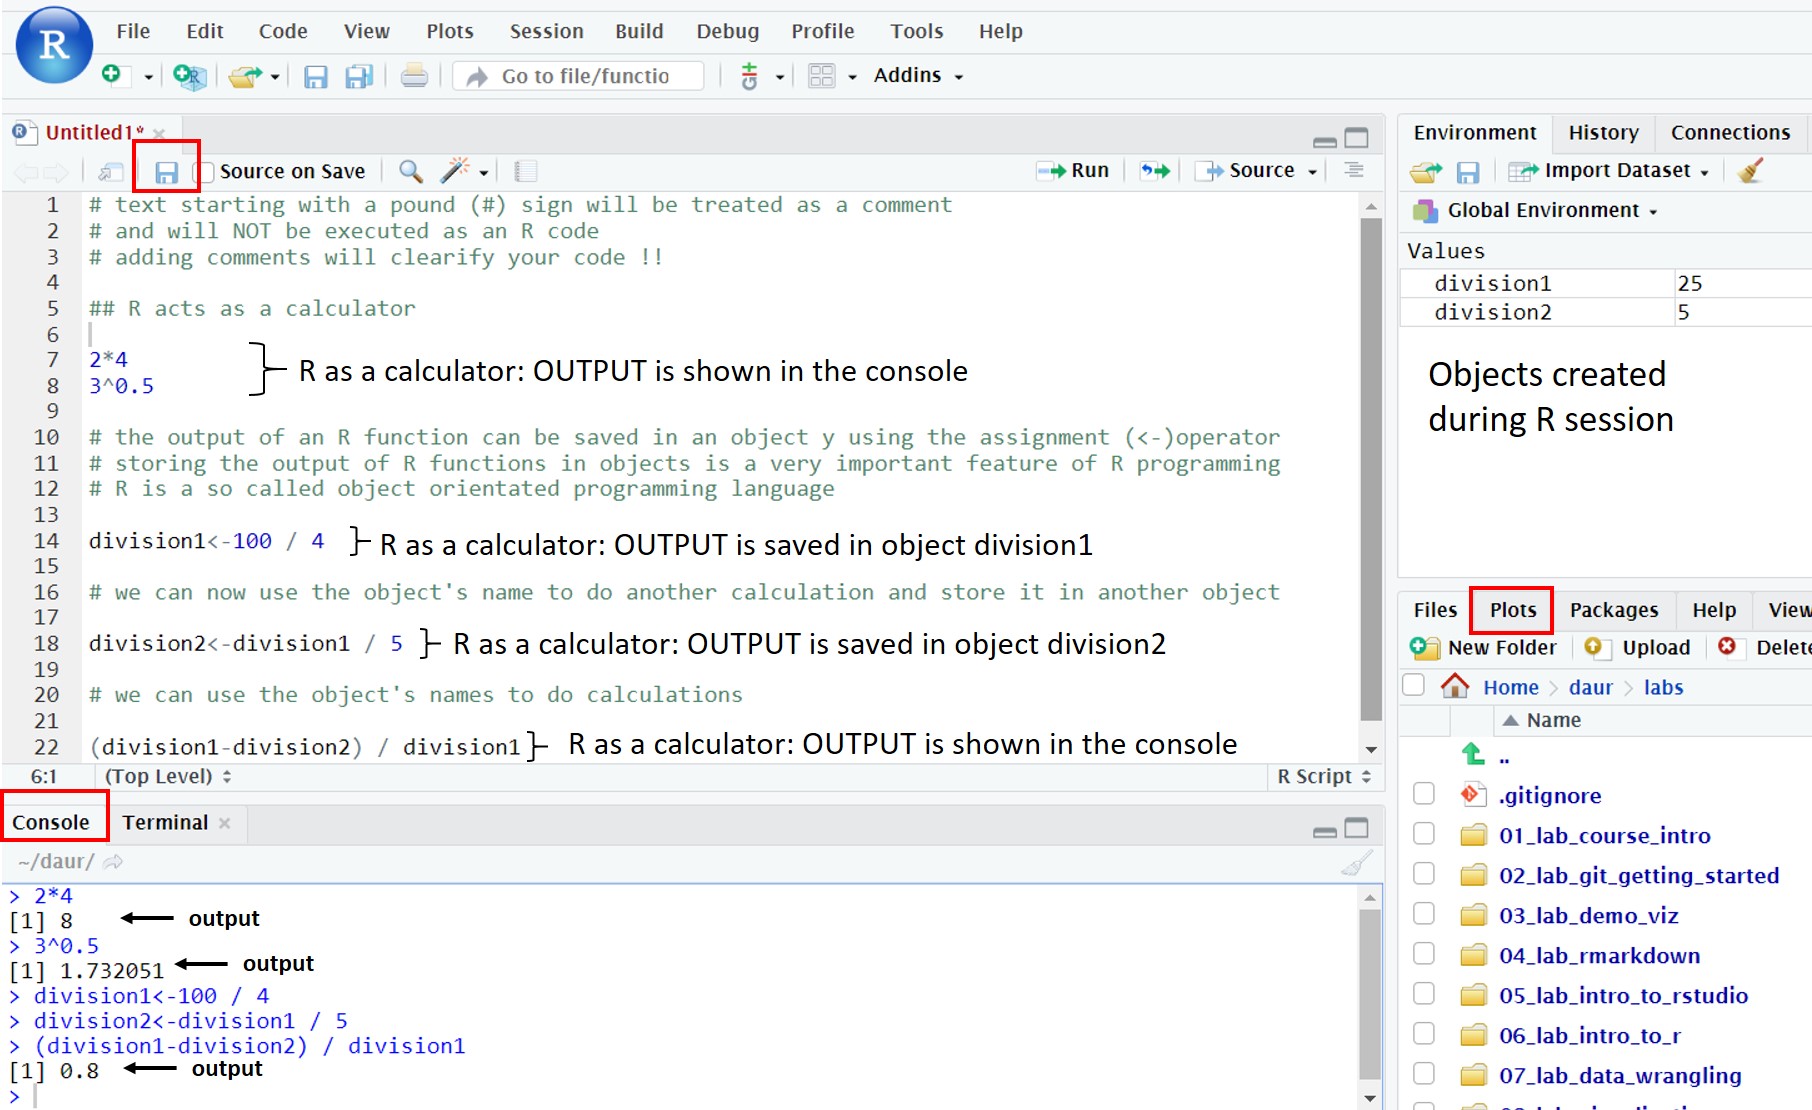 R
File Edit Code View Plots Session Build Debug Profile Tools Help
Go to file/functio
Addins
Untitled1*
Source on Save
Run
Source
1 # text starting with a pound (#) sign will be treated as a comment
2 # and will NOT be executed as an R code
3 # adding comments will clearify your code !!
4
5 ## R acts as a calculator
6
7 2*4
8 3^0.5
R as a calculator: OUTPUT is shown in the console
9
10 # the output of an R function can be saved in an object y using the assignment (<-)operator
11 # storing the output of R functions in objects is a very important feature of R programming
12 # R is a so called object orientated programming language
13
14 division1<-100 / 4 R as a calculator: OUTPUT is saved in object division1
15
16 # we can now use the object's name to do another calculation and store it in another object
17
18 division2<-division1 / 5 R as a calculator: OUTPUT is saved in object division2
19
20 # we can use the object's names to do calculations
21
22 (division1-division2) / division1 R as a calculator: OUTPUT is shown in the console
6:1 (Top Level) R Script
Console Terminal
~/daur/
> 2*4
[1] 8 output
> 3^0.5
[1] 1.732051 output
> division1<-100 / 4
> division2<-division1 / 5
> (division1-division2) / division1
[1] 0.8 output
>
Environment History Connections
Import Dataset
Global Environment
Values
division1 25
division2 5
Objects created
during R session
Files Plots Packages Help View
New Folder Upload Delete
Home > daur > labs
Name
..
.gitignore
01_lab_course_intro
02_lab_git_getting_started
03_lab_demo_viz
04_lab_rmarkdown
05_lab_intro_to_rstudio
06_lab_intro_to_r
07_lab_data_wrangling